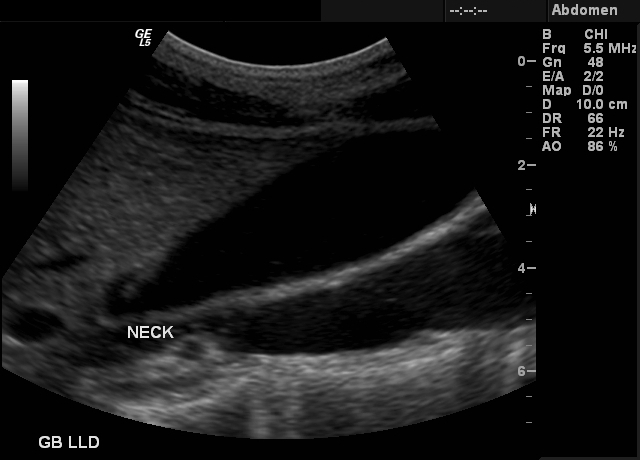 --:--:-- Abdomen
GE
L5
B CHI
Frq 5.5 MHz
Gn 48
E/A 2/2
Map D/0
D 10.0 cm
DR 66
FR 22 Hz
AO 86 %
0
2
4
6
NECK
GB LLD